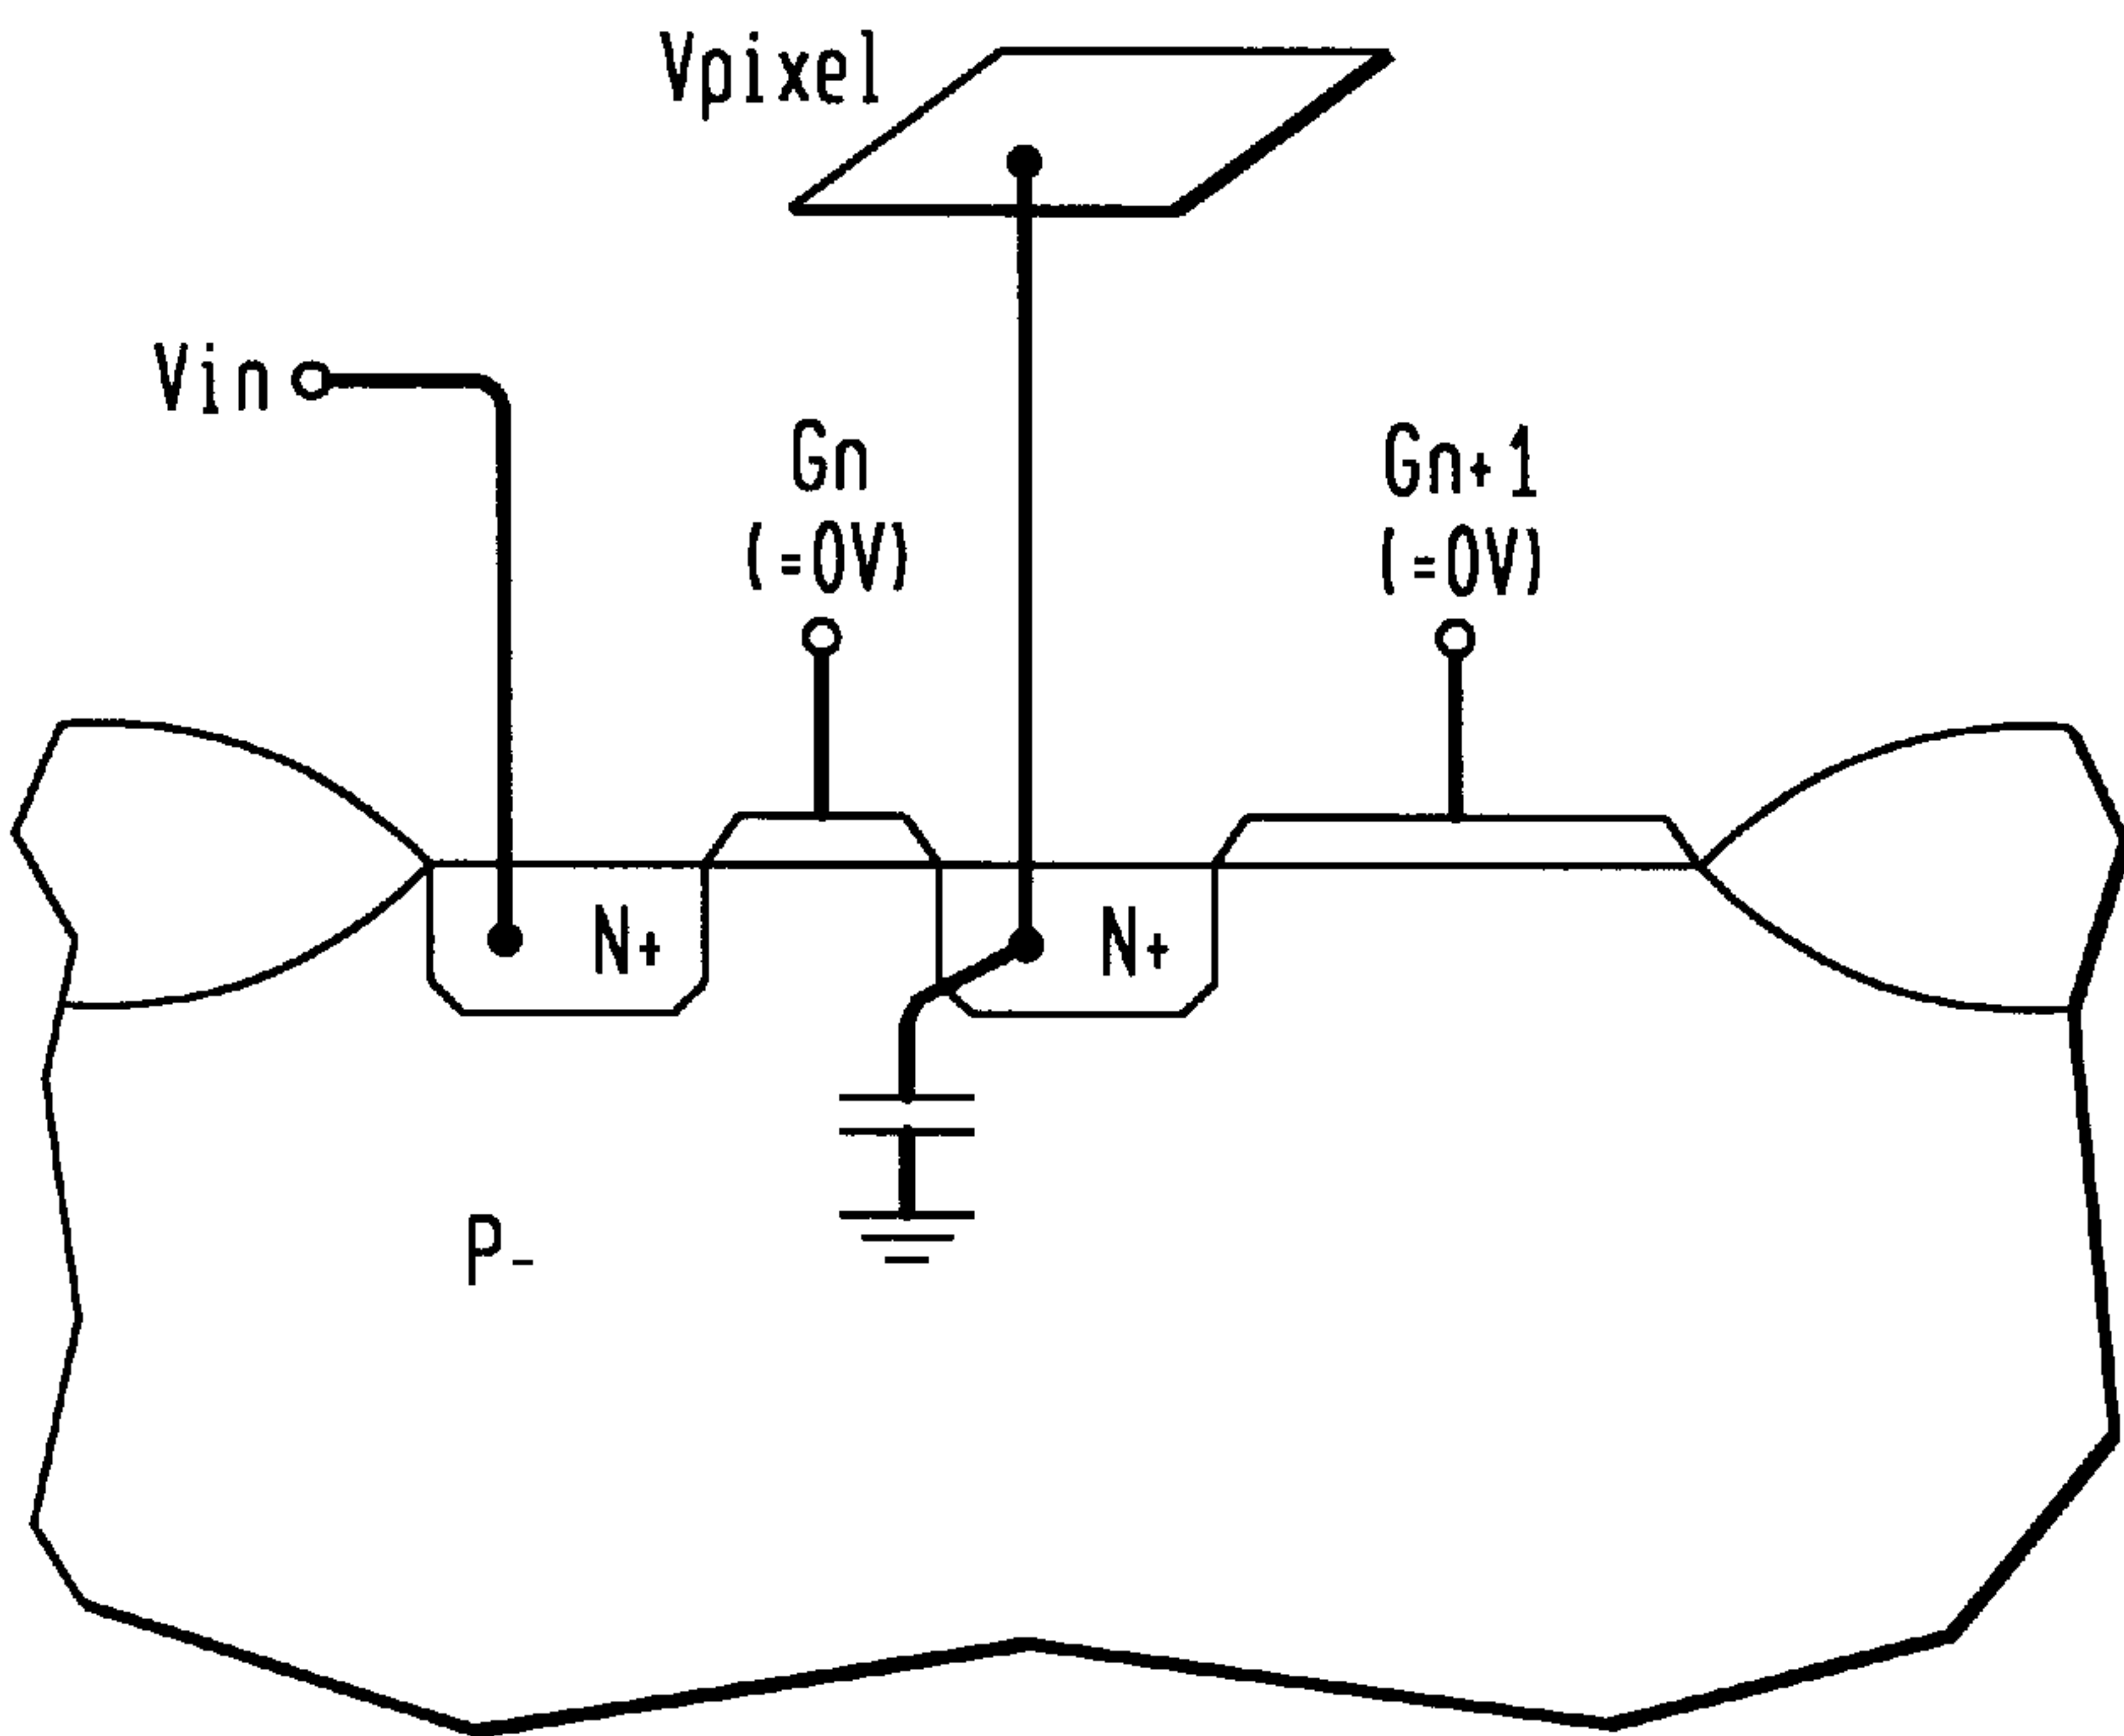 Vpixel
Vin
Gn
(=0V)
Gn+1
(=0V)
N+
N+
P-